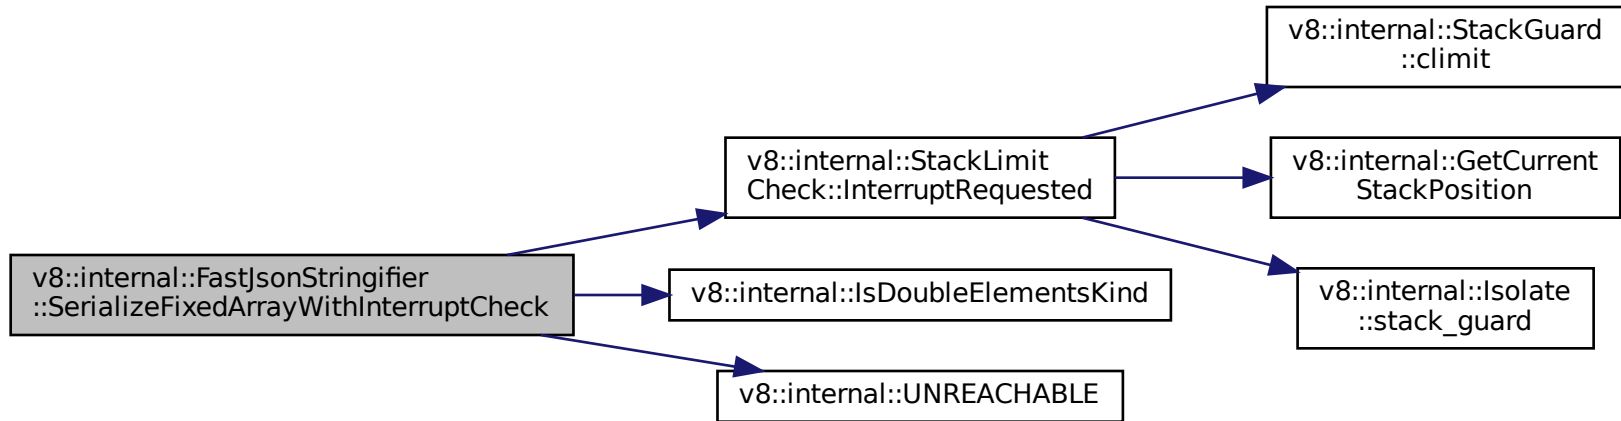 v8::internal::FastJsonStringifier
::SerializeFixedArrayWithInterruptCheck
v8::internal::StackLimit
Check::InterruptRequested
v8::internal::StackGuard
::climit
v8::internal::GetCurrent
StackPosition
v8::internal::Isolate
::stack_guard
v8::internal::IsDoubleElementsKind
v8::internal::UNREACHABLE